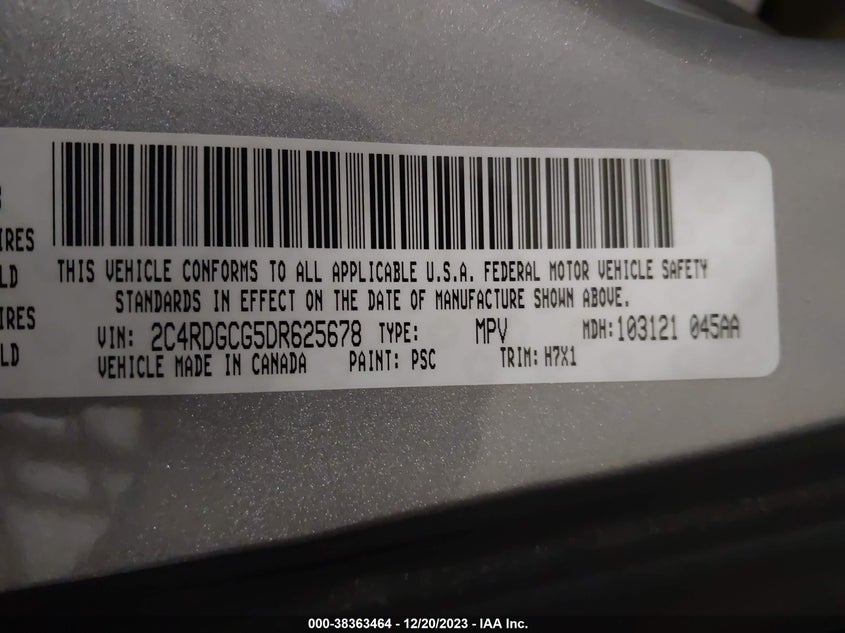 IRES
LD
IRES
LD
THIS VEHICLE CONFORMS TO ALL APPLICABLE U.S.A. FEDERAL MOTOR VEHICLE SAFETY
STANDARDS IN EFFECT ON THE DATE OF MANUFACTURE SHOWN ABOVE.
VIN: 2C4RDGCG5DR625678 TYPE: MPV MDH:103121 045AA
VEHICLE MADE IN CANADA PAINT: PSC TRIM: H7X1
000-38363464 - 12/20/2023 - IAA Inc.